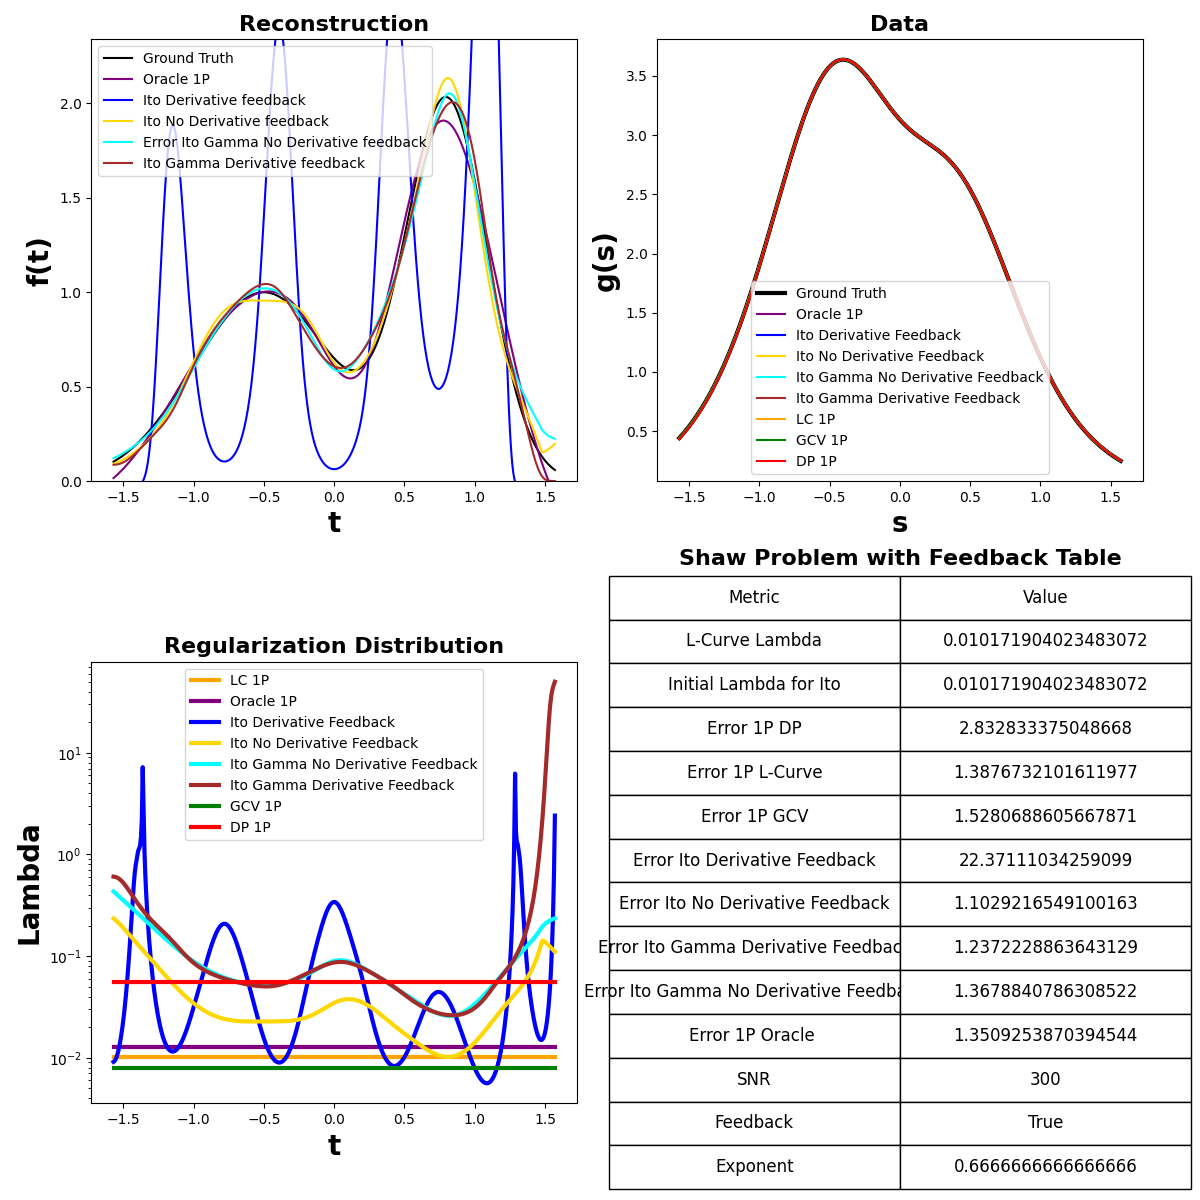 Reconstruction
f(t)
2.0
1.5
1.0
0.5
0.0
Ground Truth
Oracle 1P
Ito Derivative feedback
Ito No Derivative feedback
Error Ito Gamma No Derivative feedback
Ito Gamma Derivative feedback
−1.5 −1.0 −0.5 0.0 0.5 1.0 1.5
t
Data
g(s)
3.5
3.0
2.5
2.0
1.5
1.0
0.5
Ground Truth
Oracle 1P
Ito Derivative Feedback
Ito No Derivative Feedback
Ito Gamma No Derivative Feedback
Ito Gamma Derivative Feedback
LC 1P
GCV 1P
DP 1P
−1.5 −1.0 −0.5 0.0 0.5 1.0 1.5
s
Regularization Distribution
Lambda
10¹
10⁰
10⁻¹
10⁻²
LC 1P
Oracle 1P
Ito Derivative Feedback
Ito No Derivative Feedback
Ito Gamma No Derivative Feedback
Ito Gamma Derivative Feedback
GCV 1P
DP 1P
−1.5 −1.0 −0.5 0.0 0.5 1.0 1.5
t
Shaw Problem with Feedback Table
Metric Value
L-Curve Lambda 0.010171904023483072
Initial Lambda for Ito 0.010171904023483072
Error 1P DP 2.832833375048668
Error 1P L-Curve 1.3876732101611977
Error 1P GCV 1.5280688605667871
Error Ito Derivative Feedback 22.37111034259099
Error Ito No Derivative Feedback 1.1029216549100163
Error Ito Gamma Derivative Feedbac 1.2372228863643129
Error Ito Gamma No Derivative Feedba 1.3678840786308522
Error 1P Oracle 1.3509253870394544
SNR 300
Feedback True
Exponent 0.6666666666666666